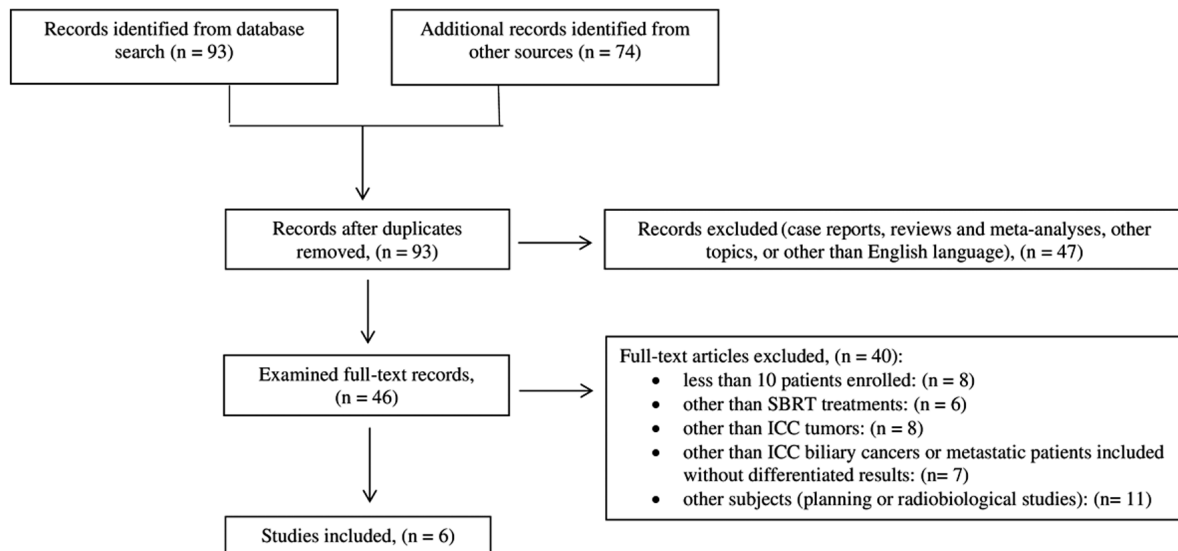 Records identified from database
search (n = 93)
Additional records identified from
other sources (n = 74)
Records after duplicates
removed, (n = 93)
Records excluded (case reports, reviews and meta-analyses, other
topics, or other than English language), (n = 47)
Examined full-text records,
(n = 46)
Full-text articles excluded, (n = 40):
• less than 10 patients enrolled: (n = 8)
• other than SBRT treatments: (n = 6)
• other than ICC tumors: (n = 8)
• other than ICC biliary cancers or metastatic patients included
without differentiated results: (n= 7)
• other subjects (planning or radiobiological studies): (n= 11)
Studies included, (n = 6)